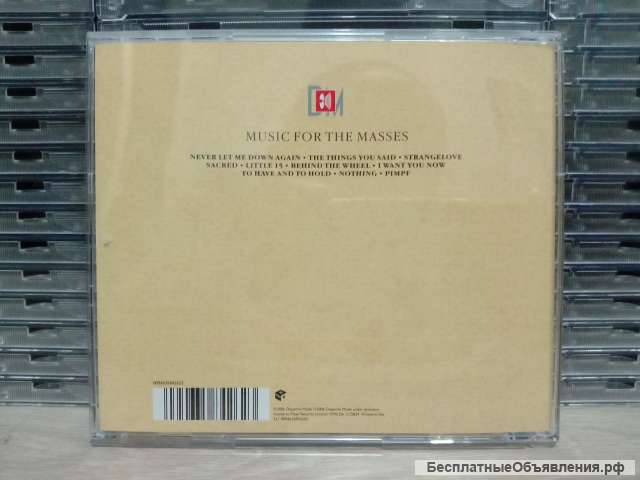 DM
MUSIC FOR THE MASSES
NEVER LET ME DOWN AGAIN • THE THINGS YOU SAID • STRANGELOVE
SACRED • LITTLE 15 • BEHIND THE WHEEL • I WANT YOU NOW
TO HAVE AND TO HOLD • NOTHING • PIMPF
БесплатныеОбъявления.рф